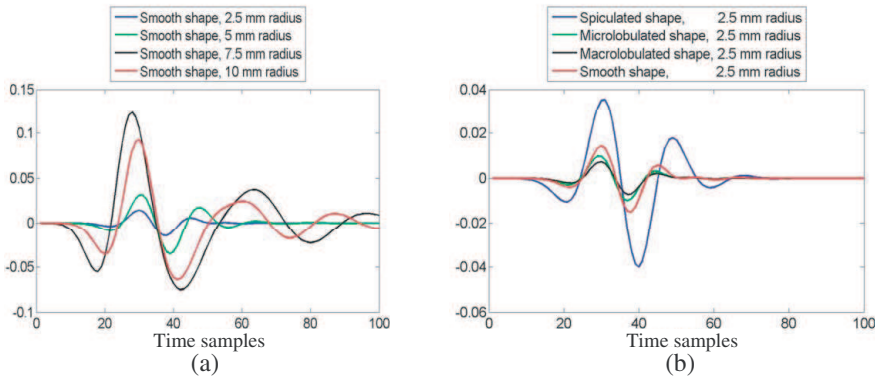 Smooth shape, 2.5 mm radius
Smooth shape, 5 mm radius
Smooth shape, 7.5 mm radius
Smooth shape, 10 mm radius
0.15
0.1
0.05
0
-0.05
-0.1
0 20 40 60 80 100
Time samples
(a)
Spiculated shape, 2.5 mm radius
Microlobulated shape, 2.5 mm radius
Macrolobulated shape, 2.5 mm radius
Smooth shape, 2.5 mm radius
0.04
0.02
0
-0.02
-0.04
-0.06
0 20 40 60 80 100
Time samples
(b)